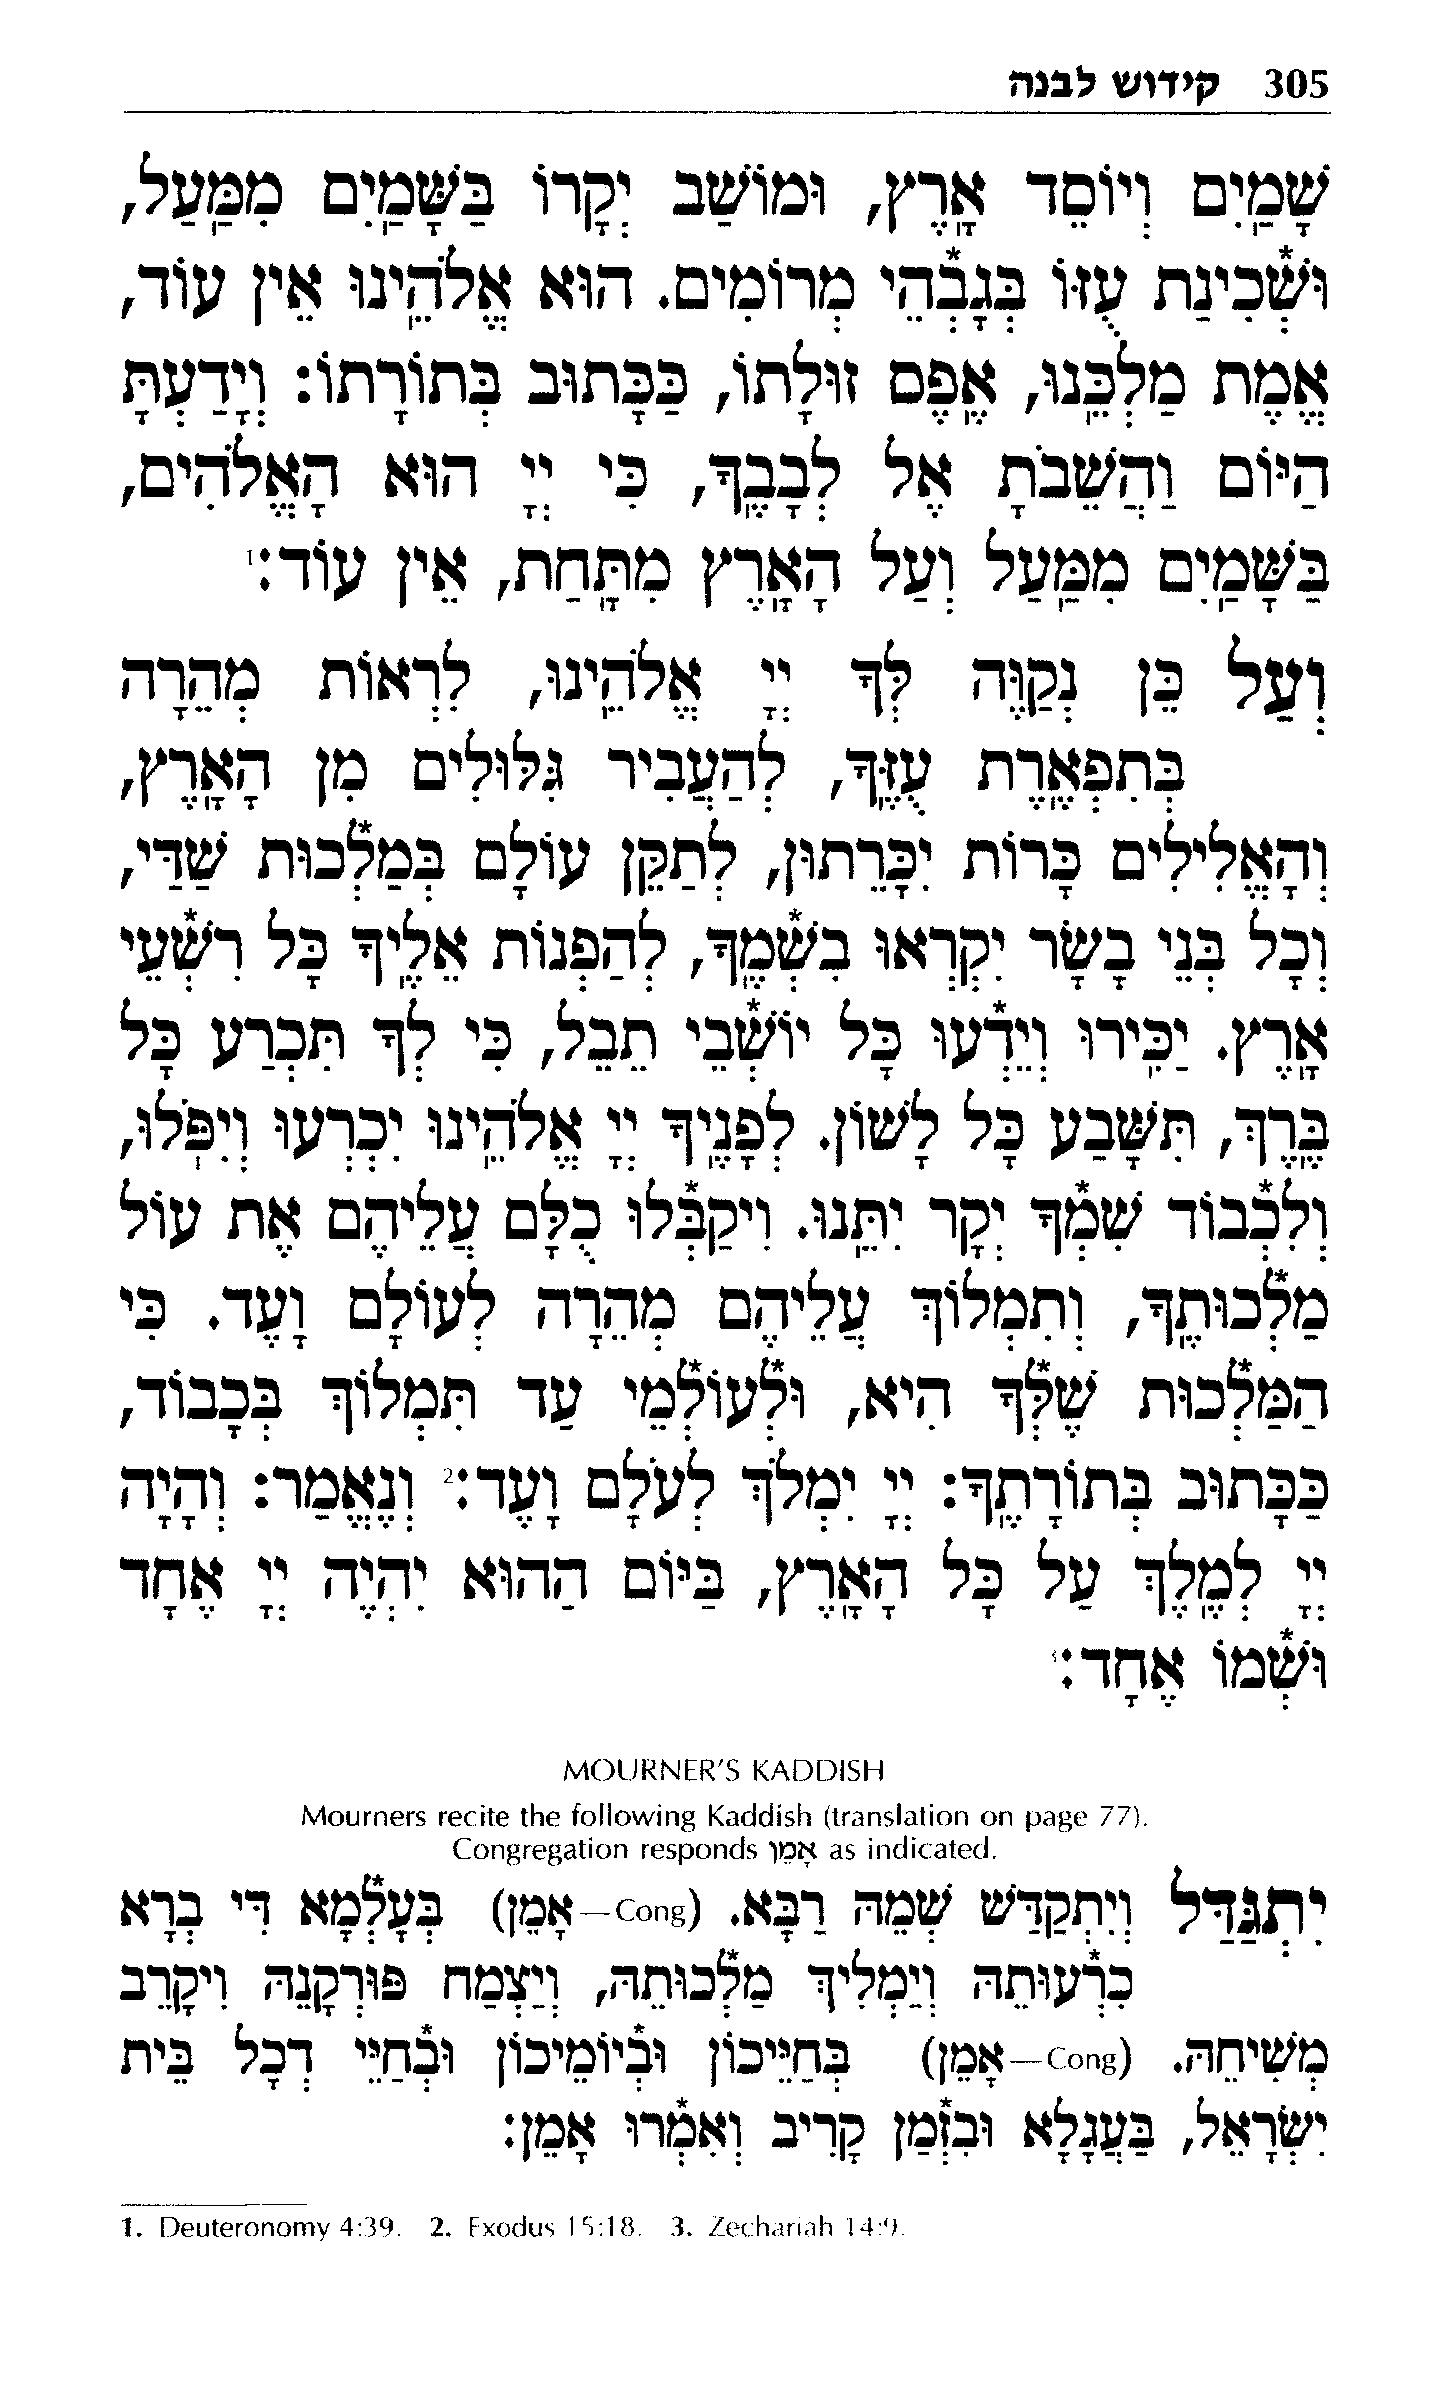 305 קידוש לבנה
שָׁמַֽיִם וְיוֹסֵד אָֽרֶץ, וּמוֹשַׁב יְקָרוֹ בַּשָּׁמַֽיִם מִמַּֽעַל,
וּשְׁ֯כִינַת עֻזּוֹ בְּגָבְ֯הֵי מְרוֹמִים. הוּא אֱלֹהֵֽינוּ אֵין עוֹד,
אֱמֶת מַלְכֵּֽנוּ, אֶֽפֶס זוּלָתוֹ, כַּכָּתוּב בְּתוֹרָתוֹ: וְיָדַעְתָּ
הַיּוֹם וַהֲשֵׁבֹתָ אֶל לְבָבֶֽךָ, כִּי יְיָ הוּא הָאֱלֹהִים,
בַּשָּׁמַֽיִם מִמַּֽעַל וְעַל הָאָֽרֶץ מִתָּֽחַת, אֵין עוֹד:1
וְעַל כֵּן נְקַוֶּה לְּךָ יְיָ אֱלֹהֵֽינוּ, לִרְאוֹת מְהֵרָה
בְּתִפְאֶֽרֶת עֻזֶּֽךָ, לְהַעֲבִיר גִּלּוּלִים מִן הָאָֽרֶץ,
וְהָאֱלִילִים כָּרוֹת יִכָּרֵתוּן, לְתַקֵּן עוֹלָם בְּמַלְ֯כוּת שַׁדַּי,
וְכָל בְּנֵי בָשָׂר יִקְרְאוּ בִשְׁ֯מֶֽךָ, לְהַפְנוֹת אֵלֶֽיךָ כָּל רִשְׁ֯עֵי
אָֽרֶץ. יַכִּֽירוּ וְיֵדְ֯עוּ כָּל יוֹשְׁ֯בֵי תֵבֵל, כִּי לְךָ תִּכְרַע כָּל
בֶּֽרֶךְ, תִּשָּׁבַע כָּל לָשׁוֹן. לְפָנֶֽיךָ יְיָ אֱלֹהֵֽינוּ יִכְרְעוּ וְיִפֹּֽלוּ,
וְלִכְ֯בוֹד שִׁמְ֯ךָ יְקָר יִתֵּֽנוּ. וִיקַבְּ֯לוּ כֻלָּם עֲלֵיהֶם אֶת עוֹל
מַלְ֯כוּתֶֽךָ, וְתִמְלוֹךְ עֲלֵיהֶם מְהֵרָה לְעוֹלָם וָעֶד. כִּי
הַמַּלְ֯כוּת שֶׁלְּ֯ךָ הִיא, וּלְ֯עוֹלְ֯מֵי עַד תִּמְלוֹךְ בְּכָבוֹד,
כַּכָּתוּב בְּתוֹרָתֶֽךָ: יְיָ יִמְלֹךְ לְעֹלָם וָעֶד:2 וְנֶאֱמַר: וְהָיָה
יְיָ לְמֶֽלֶךְ עַל כָּל הָאָֽרֶץ, בַּיּוֹם הַהוּא יִהְיֶה יְיָ אֶחָד
וּשְׁ֯מוֹ אֶחָד:3
MOURNER'S KADDISH
Mourners recite the following Kaddish (translation on page 77).
Congregation responds אָמֵן as indicated.
יִתְגַּדַּל וְיִתְקַדַּשׁ שְׁמֵהּ רַבָּא. (Cong—אָמֵן) בְּעָלְ֯מָא דִּי בְרָא
כִרְ֯עוּתֵהּ וְיַמְלִיךְ מַלְ֯כוּתֵהּ, וְיַצְמַח פּוּרְקָנֵהּ וִיקָרֵב
מְשִׁיחֵהּ. (Cong—אָמֵן) בְּחַיֵּיכוֹן וּבְ֯יוֹמֵיכוֹן וּבְ֯חַיֵּי דְכָל בֵּית
יִשְׂרָאֵל, בַּעֲגָלָא וּבִזְ֯מַן קָרִיב וְאִמְ֯רוּ אָמֵן:
1. Deuteronomy 4:39. 2. Exodus 15:18. 3. Zechariah 14:9.